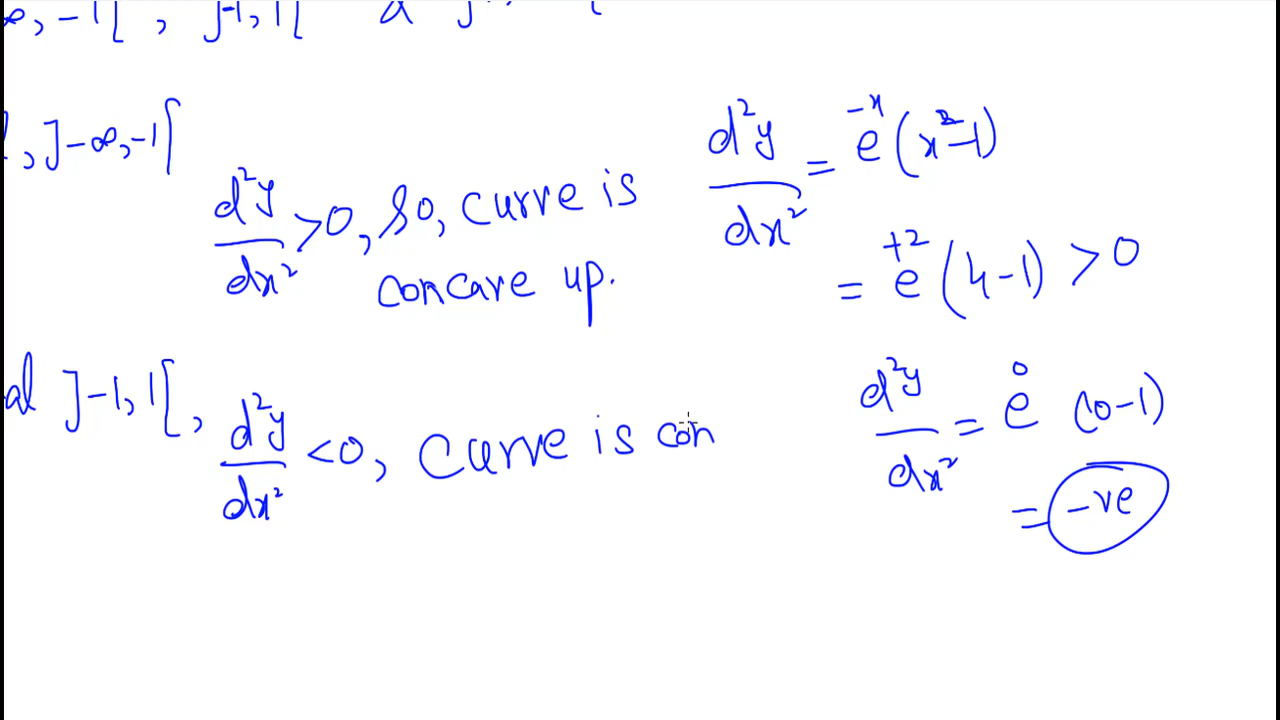 ∞, -1[ , ]-1, 1[
, ]-∞, -1[
d²y/dx² > 0, So, curve is
concave up.
d²y/dx² = e^-x (x²-1)
= e^+2 (4-1) > 0
al ]-1, 1[, d²y/dx² < 0, Curve is con
d²y/dx² = e^0 (0-1)
= -ve